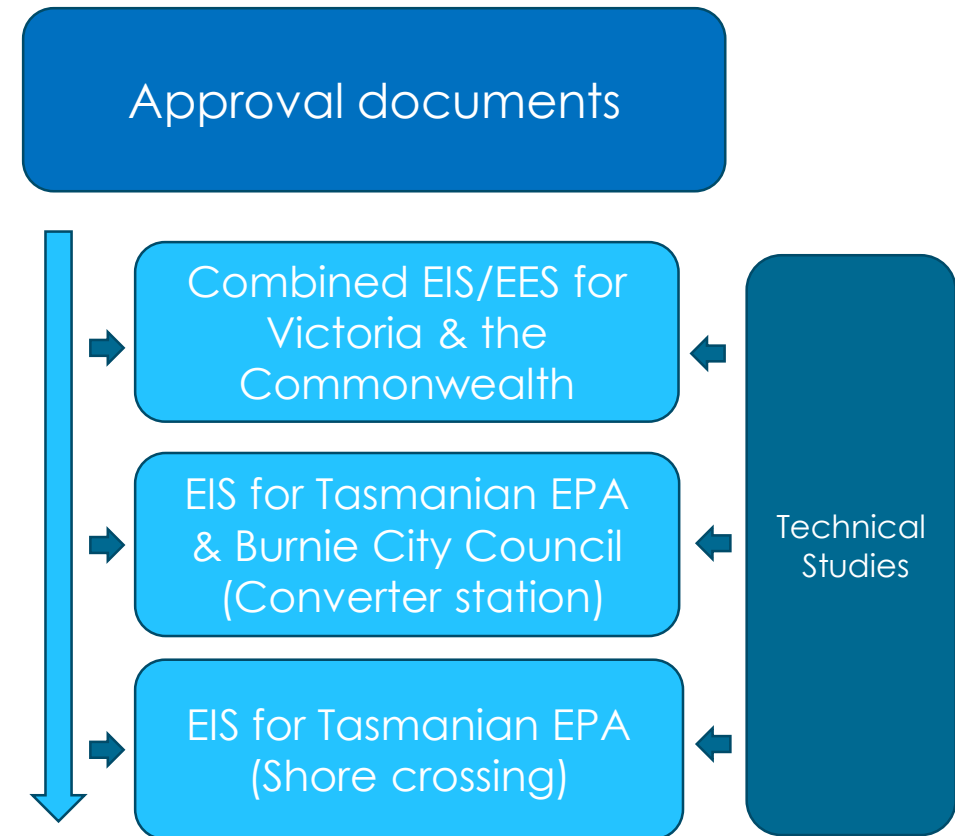 Approval documents
Combined EIS/EES for
Victoria & the
Commonwealth
EIS for Tasmanian EPA
& Burnie City Council
(Converter station)
EIS for Tasmanian EPA
(Shore crossing)
Technical
Studies